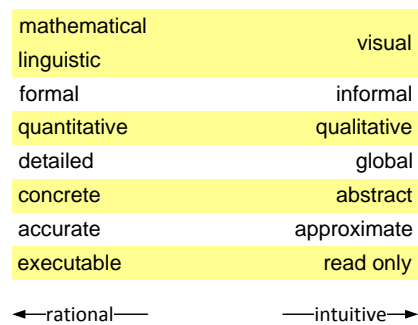 mathematical
linguistic
visual
formal informal
quantitative qualitative
detailed global
concrete abstract
accurate approximate
executable read only
rational intuitive